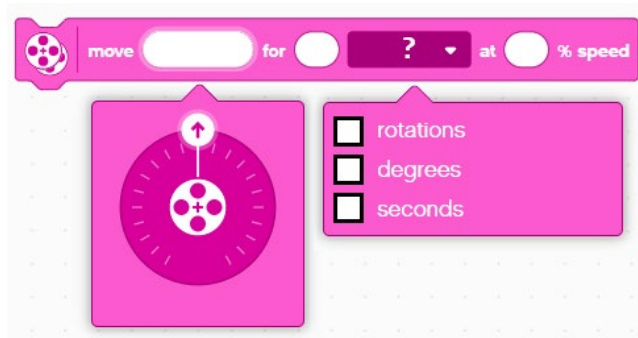 move for ? at % speed
rotations
degrees
seconds